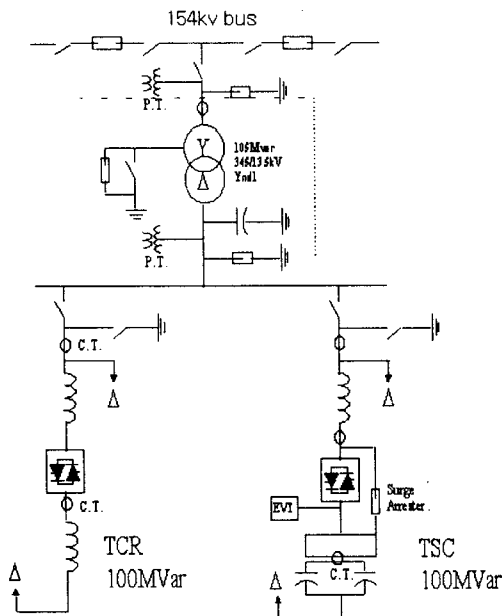 154kv bus
P.T.
Y
105Mvar
345/13.5kV
Ynd1
Δ
P.T.
C.T.
Δ
Δ
C.T.
EVI
Surge
Arrester
TCR
100MVar
C.T.
TSC
100MVar
Δ
Δ